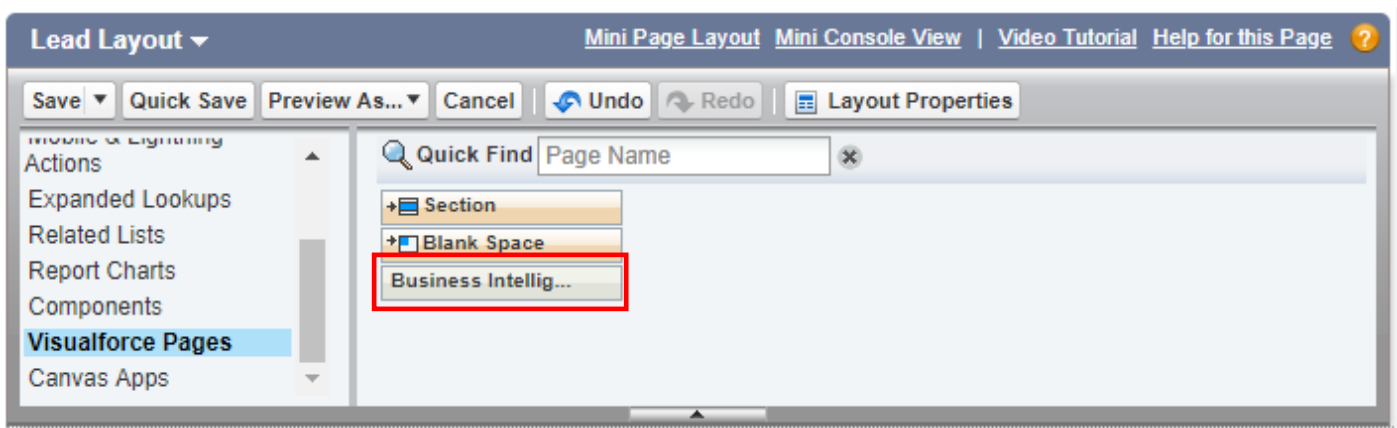 Lead Layout
Mini Page Layout Mini Console View | Video Tutorial Help for this Page ?
Save Quick Save Preview As... Cancel Undo Redo Layout Properties
Mobile & Lightning
Actions
Expanded Lookups
Related Lists
Report Charts
Components
Visualforce Pages
Canvas Apps
Quick Find Page Name
Section
Blank Space
Business Intellig...